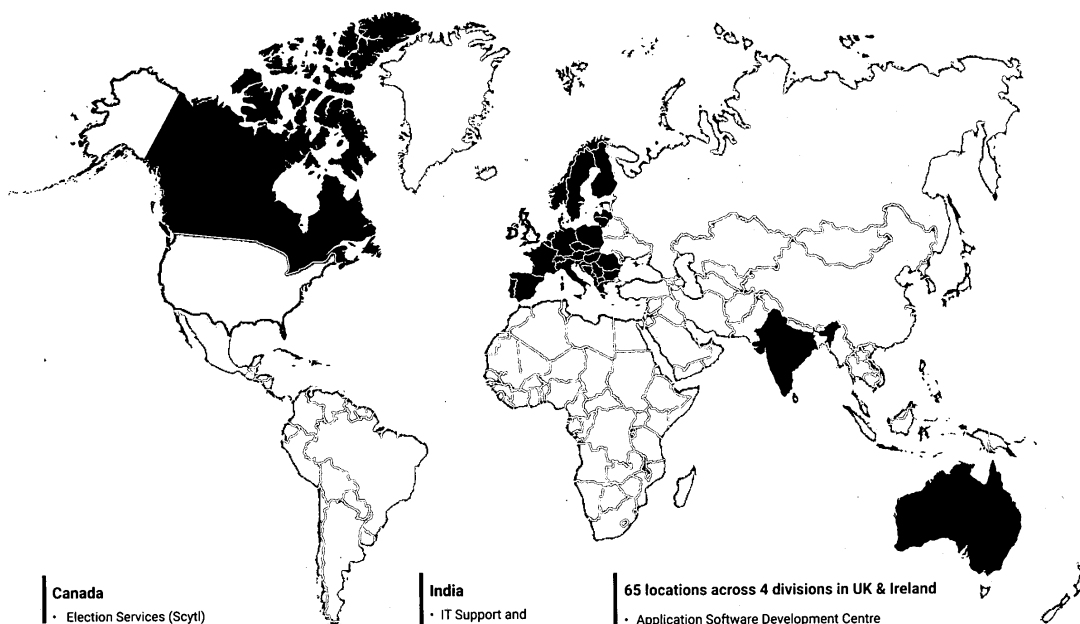 Canada
• Election Services (Scytl)
India
• IT Support and
65 locations across 4 divisions in UK & Ireland
• Application Software Development Centre